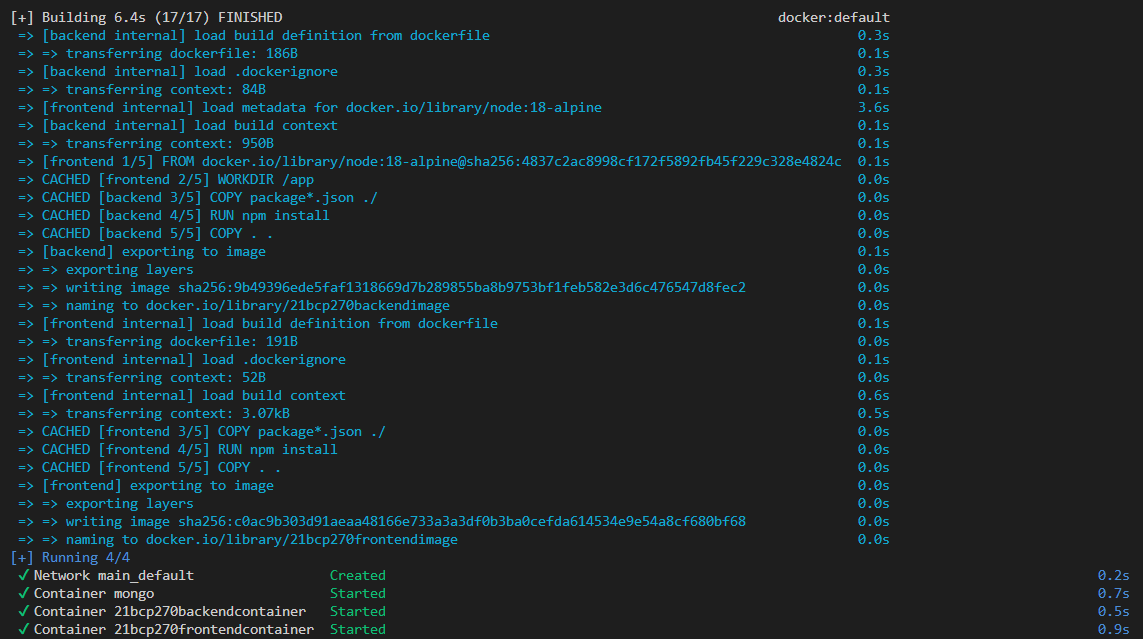 [+] Building 6.4s (17/17) FINISHED docker:default
=> [backend internal] load build definition from dockerfile 0.3s
=> => transferring dockerfile: 186B 0.1s
=> [backend internal] load .dockerignore 0.3s
=> => transferring context: 84B 0.1s
=> [frontend internal] load metadata for docker.io/library/node:18-alpine 3.6s
=> [backend internal] load build context 0.1s
=> => transferring context: 950B 0.1s
=> [frontend 1/5] FROM docker.io/library/node:18-alpine@sha256:4837c2ac8998cf172f5892fb45f229c328e4824c 0.1s
=> CACHED [frontend 2/5] WORKDIR /app 0.0s
=> CACHED [backend 3/5] COPY package*.json ./ 0.0s
=> CACHED [backend 4/5] RUN npm install 0.0s
=> CACHED [backend 5/5] COPY . . 0.0s
=> [backend] exporting to image 0.1s
=> => exporting layers 0.0s
=> => writing image sha256:9b49396ede5faf1318669d7b289855ba8b9753bf1feb582e3d6c476547d8fec2 0.0s
=> => naming to docker.io/library/21bcp270backendimage 0.0s
=> [frontend internal] load build definition from dockerfile 0.1s
=> => transferring dockerfile: 191B 0.0s
=> [frontend internal] load .dockerignore 0.1s
=> => transferring context: 52B 0.0s
=> [frontend internal] load build context 0.6s
=> => transferring context: 3.07kB 0.5s
=> CACHED [frontend 3/5] COPY package*.json ./ 0.0s
=> CACHED [frontend 4/5] RUN npm install 0.0s
=> CACHED [frontend 5/5] COPY . . 0.0s
=> [frontend] exporting to image 0.0s
=> => exporting layers 0.0s
=> => writing image sha256:c0ac9b303d91aeaa48166e733a3a3df0b3ba0cefda614534e9e54a8cf680bf68 0.0s
=> => naming to docker.io/library/21bcp270frontendimage 0.0s
[+] Running 4/4
✓ Network main_default Created 0.2s
✓ Container mongo Started 0.7s
✓ Container 21bcp270backendcontainer Started 0.5s
✓ Container 21bcp270frontendcontainer Started 0.9s